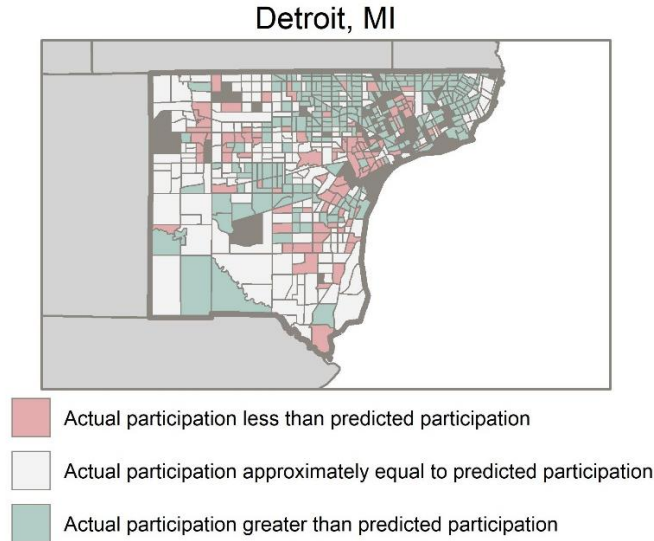 Detroit, MI
Actual participation less than predicted participation
Actual participation approximately equal to predicted participation
Actual participation greater than predicted participation